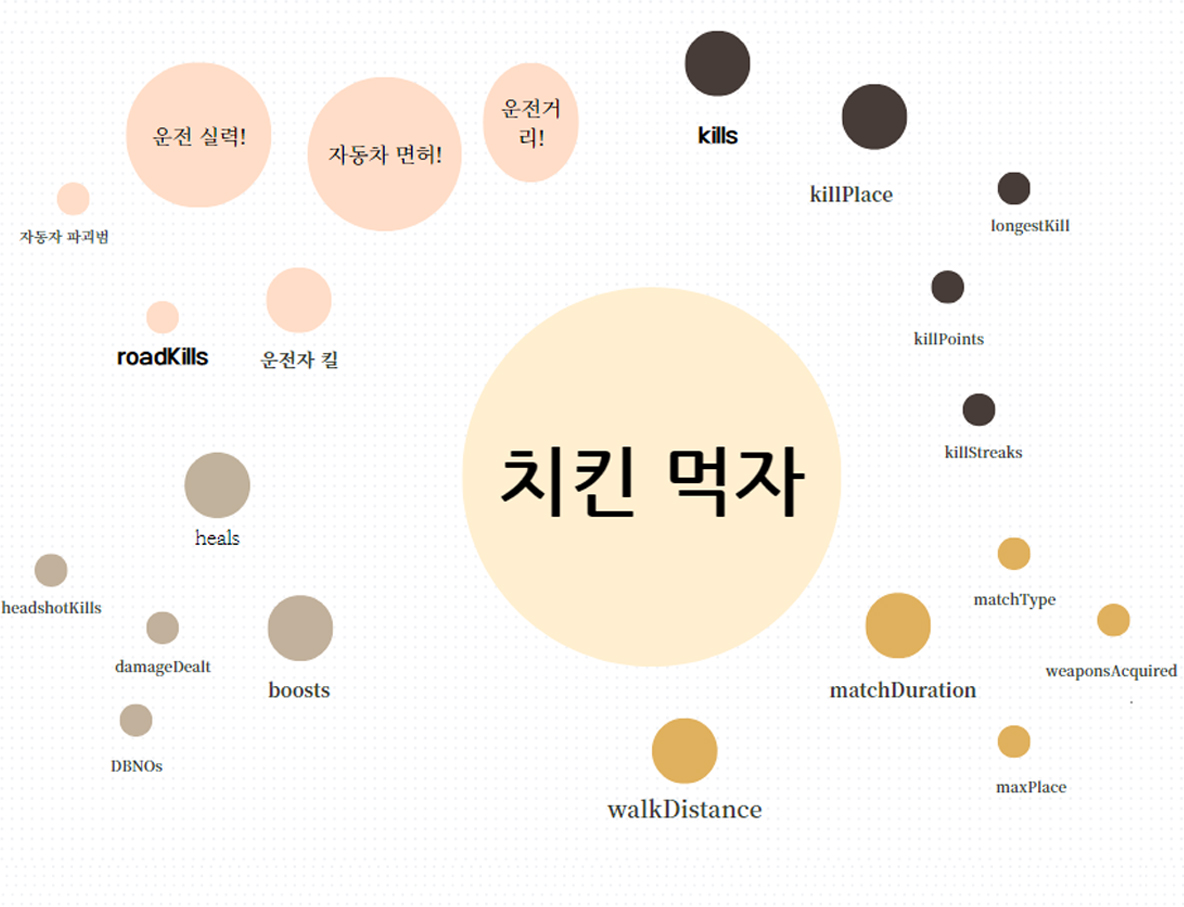 운전 실력!
자동차 면허!
운전거
리!
kills
killPlace
longestKill
자동자 파괴범
roadKills
운전자 킬
killPoints
killStreaks
치킨 먹자
heals
headshotKills
damageDealt
boosts
DBNOs
matchType
weaponsAcquired
matchDuration
maxPlace
walkDistance